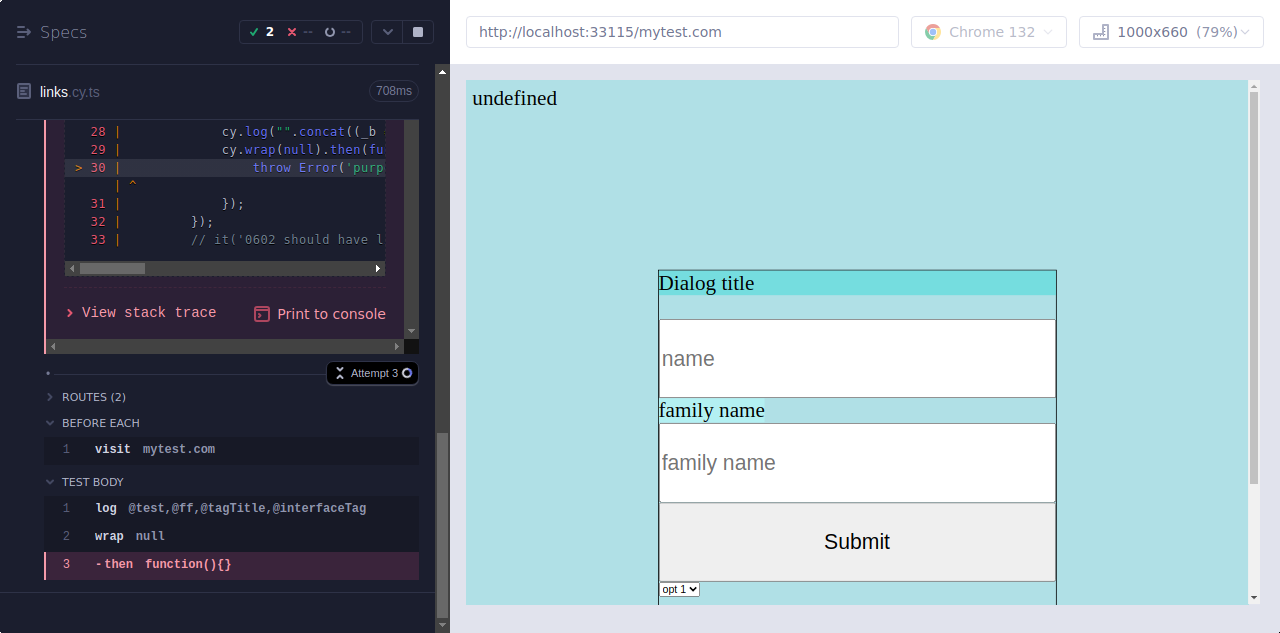 Specs
2
--
--
links.cy.ts
708ms
28 | cy.log("".concat((_b
29 | cy.wrap(null).then(fu
> 30 | throw Error('purp
| ^
31 | });
32 | });
33 | // it('0602 should have l
View stack trace
Print to console
Attempt 3
ROUTES (2)
BEFORE EACH
1 visit mytest.com
TEST BODY
1 log @test,@ff,@tagTitle,@interfaceTag
2 wrap null
3 -then function(){}
http://localhost:33115/mytest.com
Chrome 132
1000x660 (79%)
undefined
Dialog title
name
family name
family name
Submit
opt 1